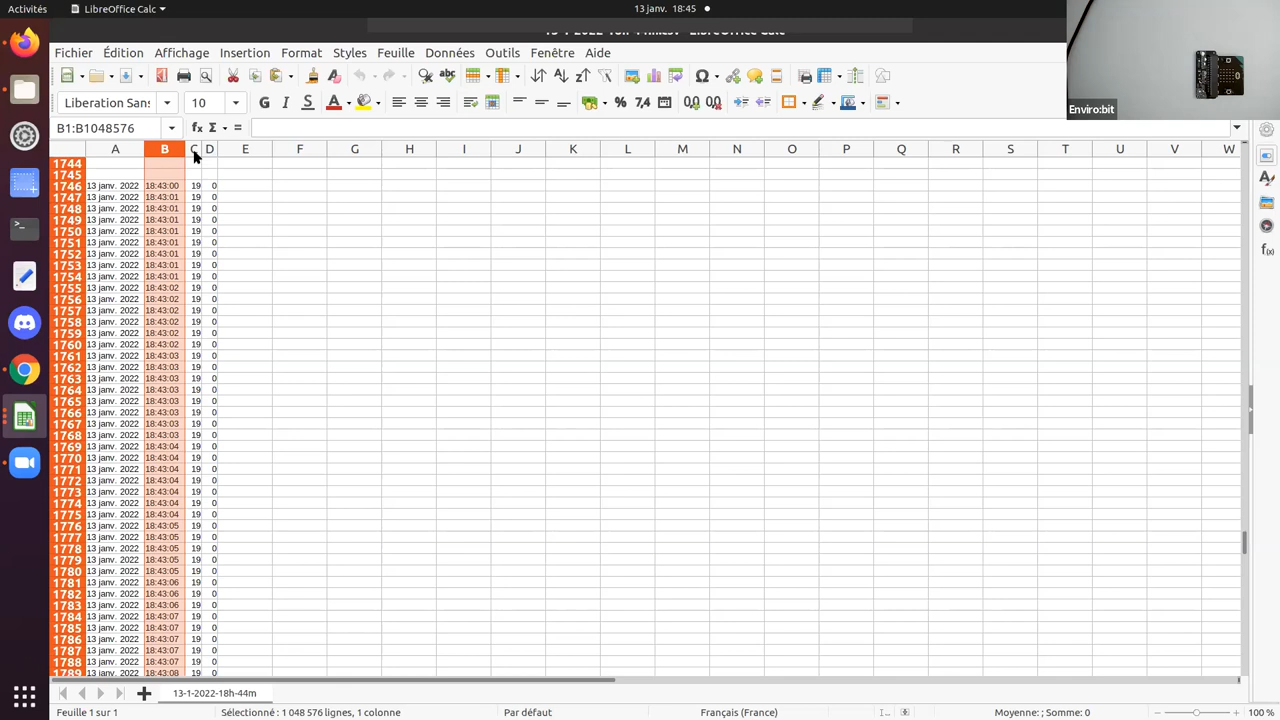 Activités LibreOffice Calc 13 janv. 18:45
LibreOffice Calc
Fichier Édition Affichage Insertion Format Styles Feuille Données Outils Fenêtre Aide
Liberation Sans 10
B1:B1048576
A B C D E F G H I J K L M N O P Q R S T U V W
1744
1745
1746 13 janv. 2022 18:43:00 19 0
1747 13 janv. 2022 18:43:01 19 0
1748 13 janv. 2022 18:43:01 19 0
1749 13 janv. 2022 18:43:01 19 0
1750 13 janv. 2022 18:43:01 19 0
1751 13 janv. 2022 18:43:01 19 0
1752 13 janv. 2022 18:43:01 19 0
1753 13 janv. 2022 18:43:01 19 0
1754 13 janv. 2022 18:43:01 19 0
1755 13 janv. 2022 18:43:02 19 0
1756 13 janv. 2022 18:43:02 19 0
1757 13 janv. 2022 18:43:02 19 0
1758 13 janv. 2022 18:43:02 19 0
1759 13 janv. 2022 18:43:02 19 0
1760 13 janv. 2022 18:43:02 19 0
1761 13 janv. 2022 18:43:03 19 0
1762 13 janv. 2022 18:43:03 19 0
1763 13 janv. 2022 18:43:03 19 0
1764 13 janv. 2022 18:43:03 19 0
1765 13 janv. 2022 18:43:03 19 0
1766 13 janv. 2022 18:43:03 19 0
1767 13 janv. 2022 18:43:03 19 0
1768 13 janv. 2022 18:43:03 19 0
1769 13 janv. 2022 18:43:04 19 0
1770 13 janv. 2022 18:43:04 19 0
1771 13 janv. 2022 18:43:04 19 0
1772 13 janv. 2022 18:43:04 19 0
1773 13 janv. 2022 18:43:04 19 0
1774 13 janv. 2022 18:43:04 19 0
1775 13 janv. 2022 18:43:04 19 0
1776 13 janv. 2022 18:43:05 19 0
1777 13 janv. 2022 18:43:05 19 0
1778 13 janv. 2022 18:43:05 19 0
1779 13 janv. 2022 18:43:05 19 0
1780 13 janv. 2022 18:43:05 19 0
1781 13 janv. 2022 18:43:06 19 0
1782 13 janv. 2022 18:43:06 19 0
1783 13 janv. 2022 18:43:06 19 0
1784 13 janv. 2022 18:43:07 19 0
1785 13 janv. 2022 18:43:07 19 0
1786 13 janv. 2022 18:43:07 19 0
1787 13 janv. 2022 18:43:07 19 0
1788 13 janv. 2022 18:43:07 19 0
1789 13 janv. 2022 18:43:08 19 0
13-1-2022-18h-44m
Feuille 1 sur 1 Sélectionné : 1 048 576 lignes, 1 colonne Par défaut Français (France) Moyenne: ; Somme: 0 100 %
Enviro:bit